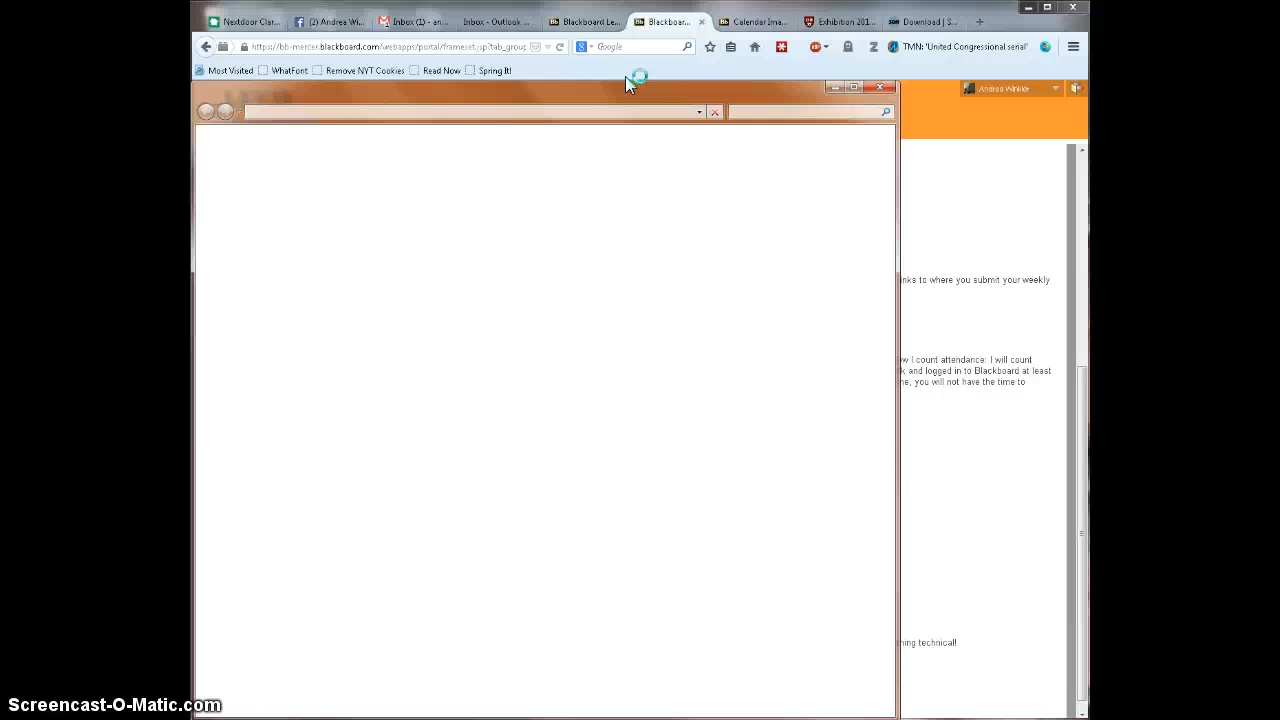 Nextdoor Clar...
(2) Andrea Wi...
Inbox (1) - an...
Inbox - Outlook ...
Blackboard Le...
Blackboar...
Calendar Ima...
Exhibition 201...
Download | S...
https://bb-mercer.blackboard.com/webapps/portal/frameset.jsp?tab_group
Google
TMN: 'United Congressional serial'
Most Visited
WhatFont
Remove NYT Cookies
Read Now
Spring It!
Andrea Winkler
inks to where you submit your weekly
ow I count attendance: I will count
k and logged in to Blackboard at least
me, you will not have the time to
thing technical!
Screencast-O-Matic.com